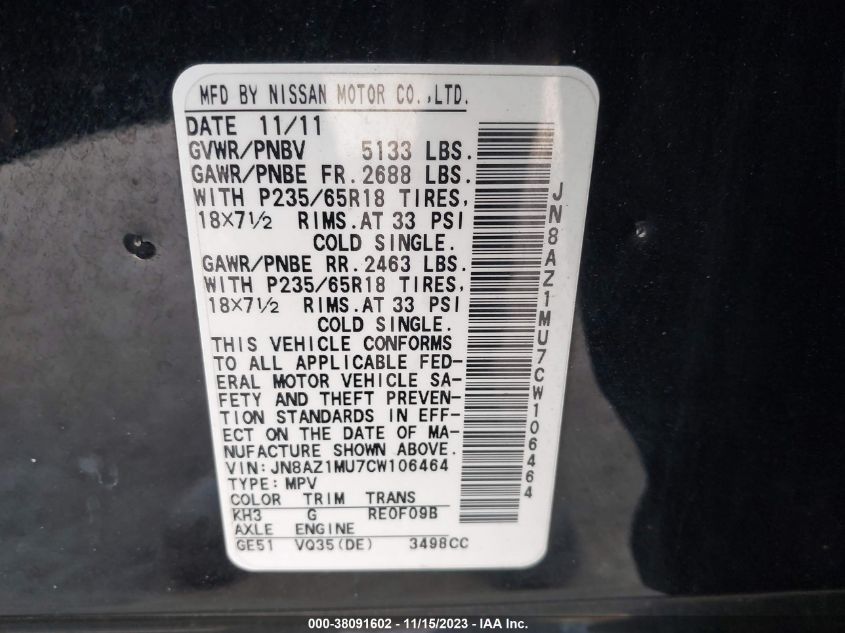 MFD BY NISSAN MOTOR CO.,LTD.
DATE 11/11
GVWR/PNBV 5133 LBS.
GAWR/PNBE FR.2688 LBS.
WITH P235/65R18 TIRES,
18X7½ RIMS.AT 33 PSI
COLD SINGLE.
GAWR/PNBE RR.2463 LBS.
WITH P235/65R18 TIRES,
18X7½ RIMS.AT 33 PSI
COLD SINGLE.
THIS VEHICLE CONFORMS
TO ALL APPLICABLE FED-
ERAL MOTOR VEHICLE SA-
FETY AND THEFT PREVEN-
TION STANDARDS IN EFF-
ECT ON THE DATE OF MA-
NUFACTURE SHOWN ABOVE.
VIN:JN8AZ1MU7CW106464
TYPE:MPV
COLOR TRIM TRANS
KH3 G RE0F09B
AXLE ENGINE
GE51 VQ35(DE) 3498CC
JN8AZ1MU7CW106464
000-38091602 - 11/15/2023 - IAA Inc.